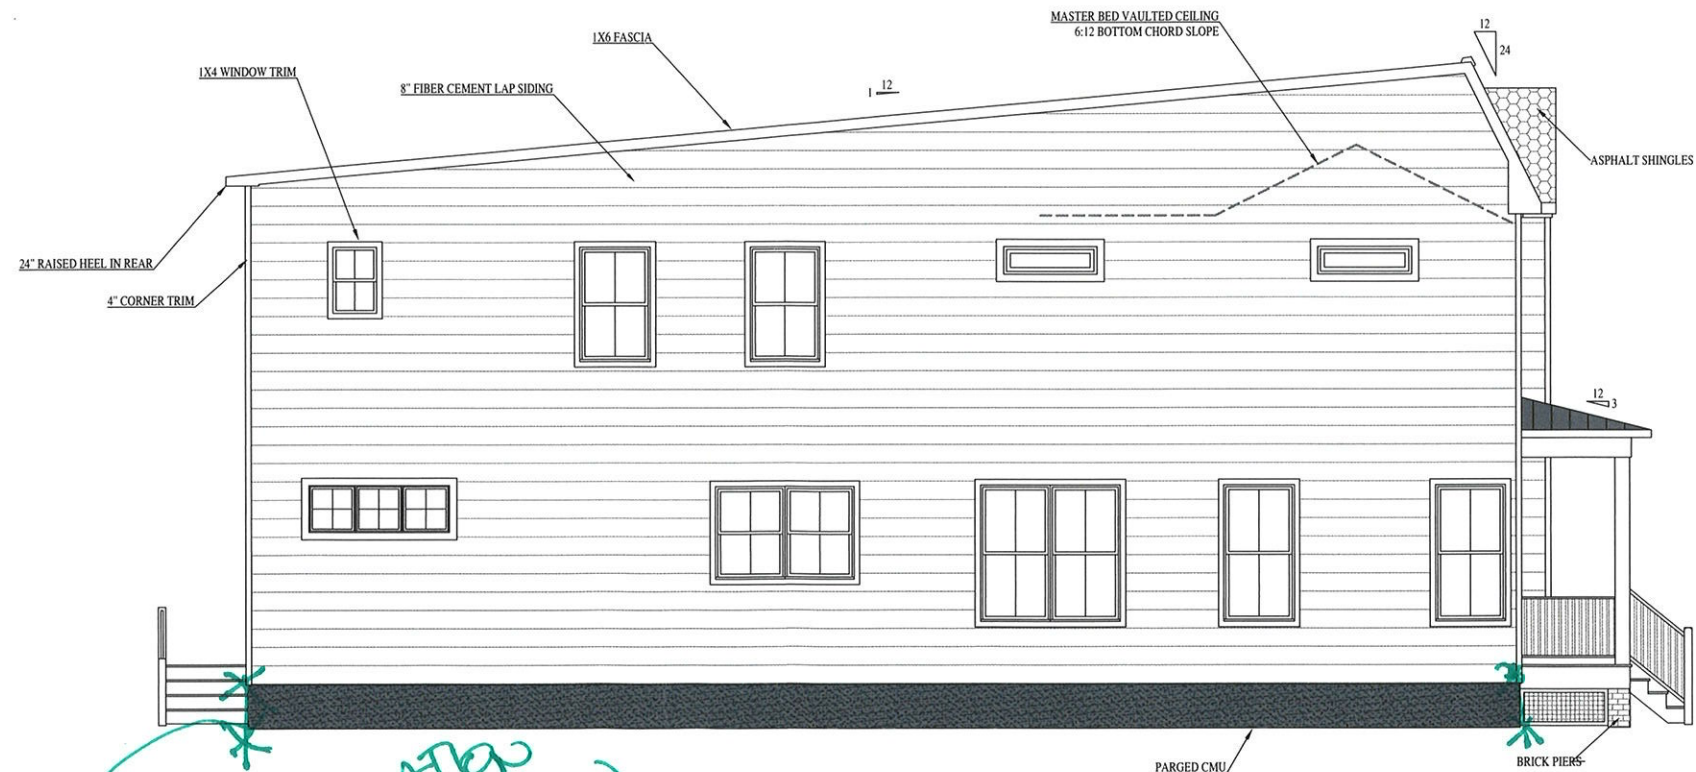 MASTER BED VAULTED CEILING
6:12 BOTTOM CHORD SLOPE
12
24
1X6 FASCIA
1X4 WINDOW TRIM
8" FIBER CEMENT LAP SIDING
12
1
ASPHALT SHINGLES
24" RAISED HEEL IN REAR
4" CORNER TRIM
12
3
PARGED CMU
BRICK PIERS